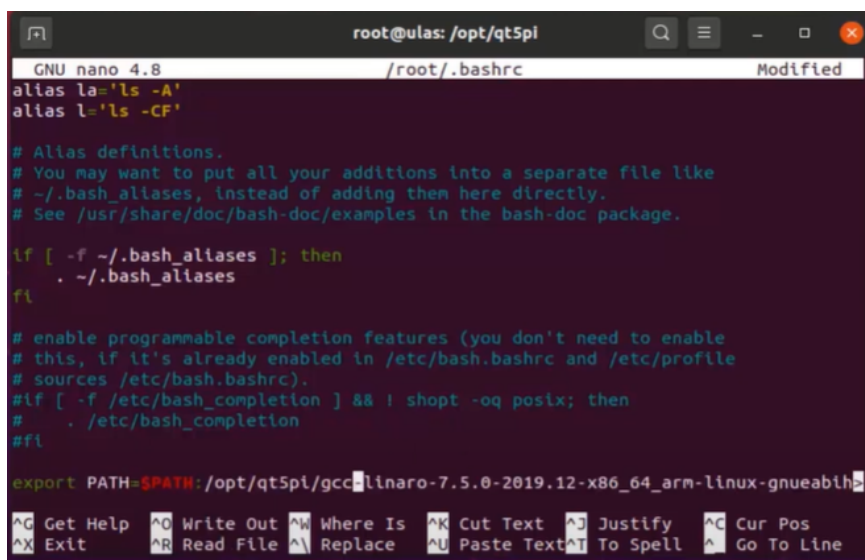 root@ulas: /opt/qt5pi
GNU nano 4.8 /root/.bashrc Modified
alias la='ls -A'
alias l='ls -CF'
# Alias definitions.
# You may want to put all your additions into a separate file like
# ~/.bash_aliases, instead of adding them here directly.
# See /usr/share/doc/bash-doc/examples in the bash-doc package.
if [ -f ~/.bash_aliases ]; then
    . ~/.bash_aliases
fi
# enable programmable completion features (you don't need to enable
# this, if it's already enabled in /etc/bash.bashrc and /etc/profile
# sources /etc/bash.bashrc).
#if [ -f /etc/bash_completion ] && ! shopt -oq posix; then
#    . /etc/bash_completion
#fi
export PATH=$PATH:/opt/qt5pi/gcc-linaro-7.5.0-2019.12-x86_64_arm-linux-gnueabih>
^G Get Help ^O Write Out ^W Where Is ^K Cut Text ^J Justify ^C Cur Pos
^X Exit ^R Read File ^\ Replace ^U Paste Text ^T To Spell ^_ Go To Line